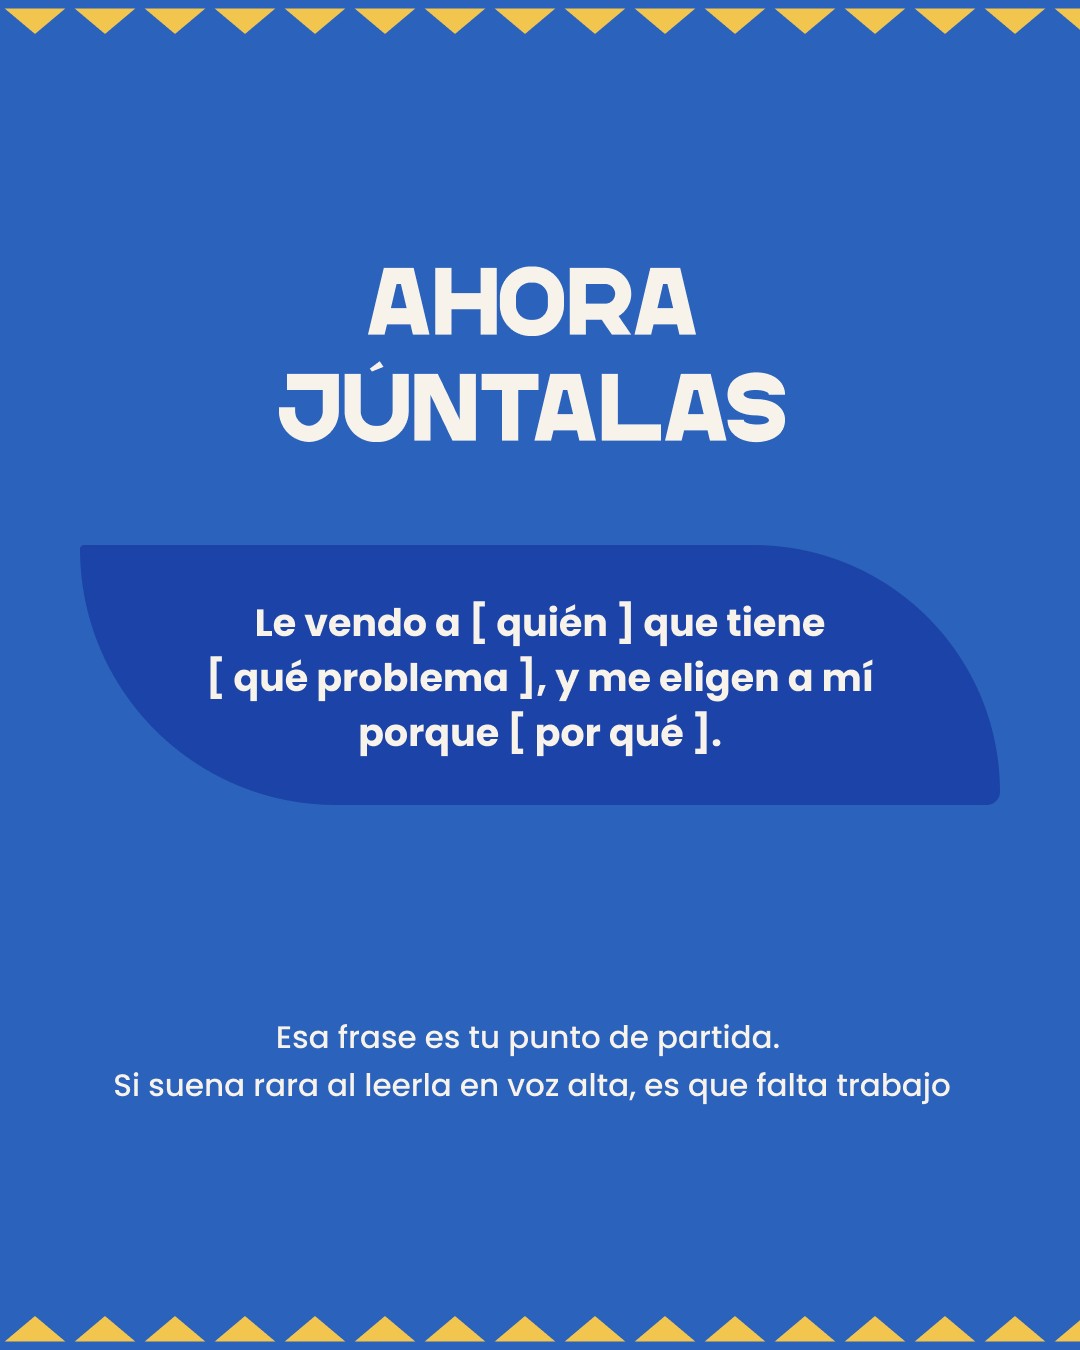 AHORA
JÚNTALAS
Le vendo a [ quién ] que tiene
[ qué problema ], y me eligen a mí
porque [ por qué ].
Esa frase es tu punto de partida.
Si suena rara al leerla en voz alta, es que falta trabajo